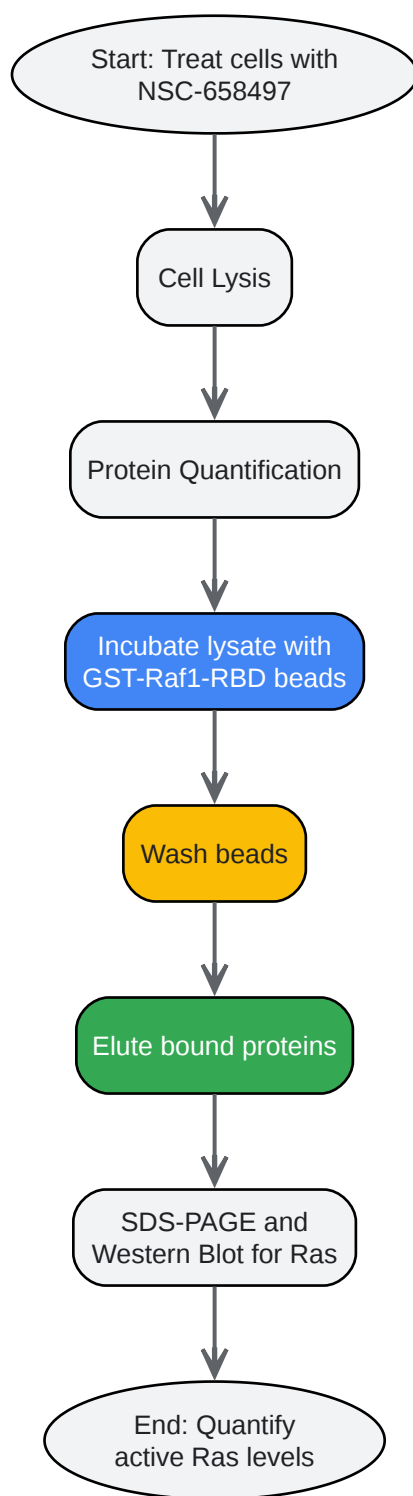 Start: Treat cells with
NSC-658497
Cell Lysis
Protein Quantification
Incubate lysate with
GST-Raf1-RBD beads
Wash beads
Elute bound proteins
SDS-PAGE and
Western Blot for Ras
End: Quantify
active Ras levels